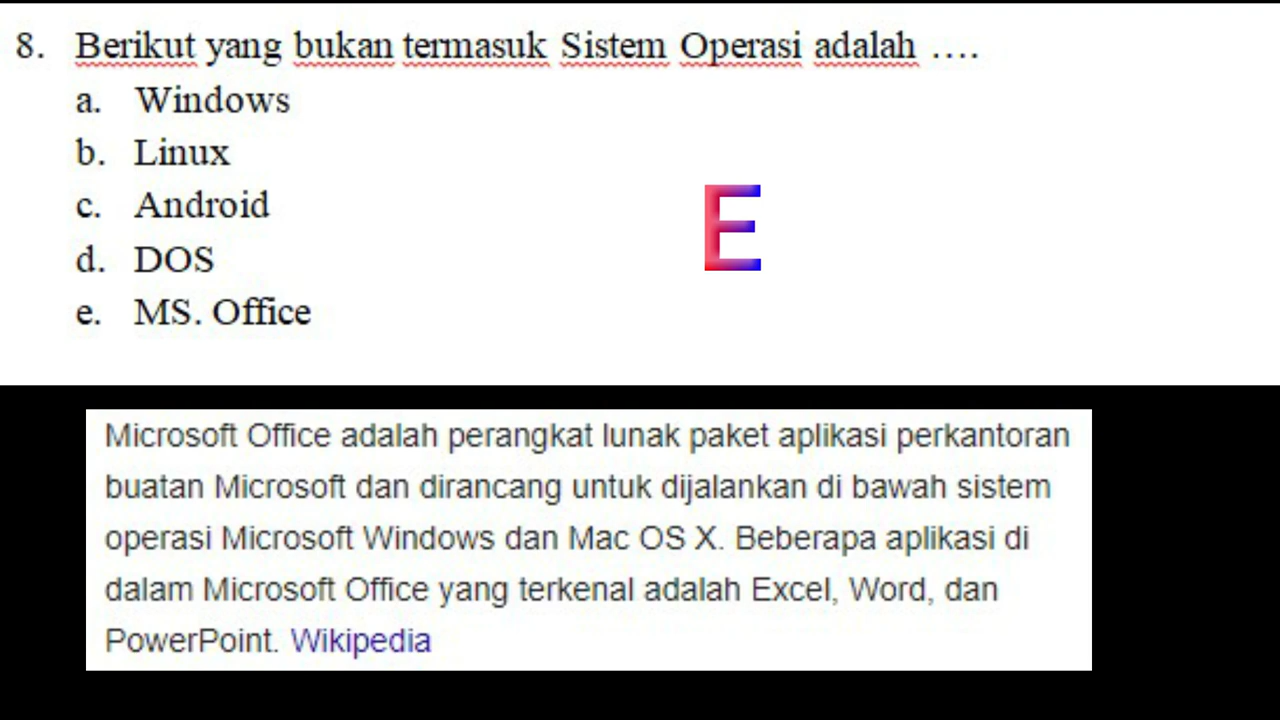 8. Berikut yang bukan termasuk Sistem Operasi adalah ....
a. Windows
b. Linux
c. Android
d. DOS
e. MS. Office
E
Microsoft Office adalah perangkat lunak paket aplikasi perkantoran
buatan Microsoft dan dirancang untuk dijalankan di bawah sistem
operasi Microsoft Windows dan Mac OS X. Beberapa aplikasi di
dalam Microsoft Office yang terkenal adalah Excel, Word, dan
PowerPoint. Wikipedia